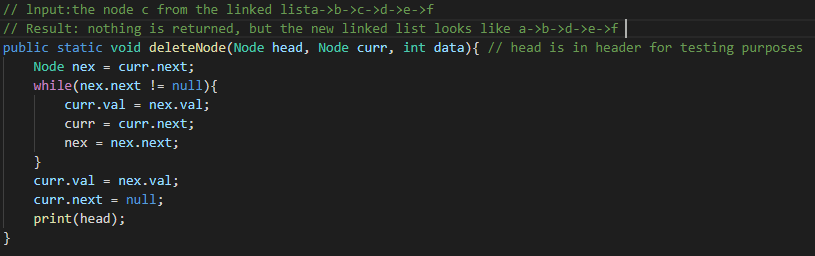 // lnput:the node c from the linked lista->b->c->d->e->f
// Result: nothing is returned, but the new linked list looks like a->b->d->e->f
public static void deleteNode(Node head, Node curr, int data){ // head is in header for testing purposes
    Node nex = curr.next;
    while(nex.next != null){
        curr.val = nex.val;
        curr = curr.next;
        nex = nex.next;
    }
    curr.val = nex.val;
    curr.next = null;
    print(head);
}